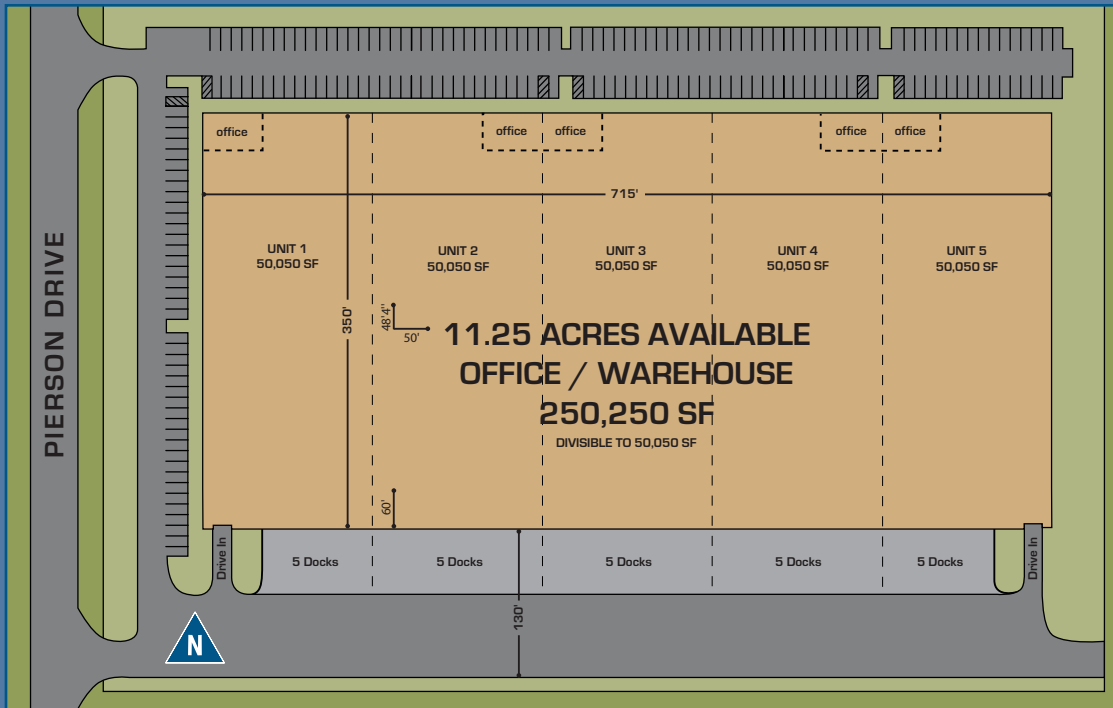 office
office
office
office
office
715'
UNIT 1
50,050 SF
UNIT 2
50,050 SF
UNIT 3
50,050 SF
UNIT 4
50,050 SF
UNIT 5
50,050 SF
PIERSON DRIVE
350'
48'4"
50'
11.25 ACRES AVAILABLE
OFFICE / WAREHOUSE
250,250 SF
DIVISIBLE TO 50,050 SF
60'
Drive In
5 Docks
5 Docks
5 Docks
5 Docks
5 Docks
Drive In
130'
N